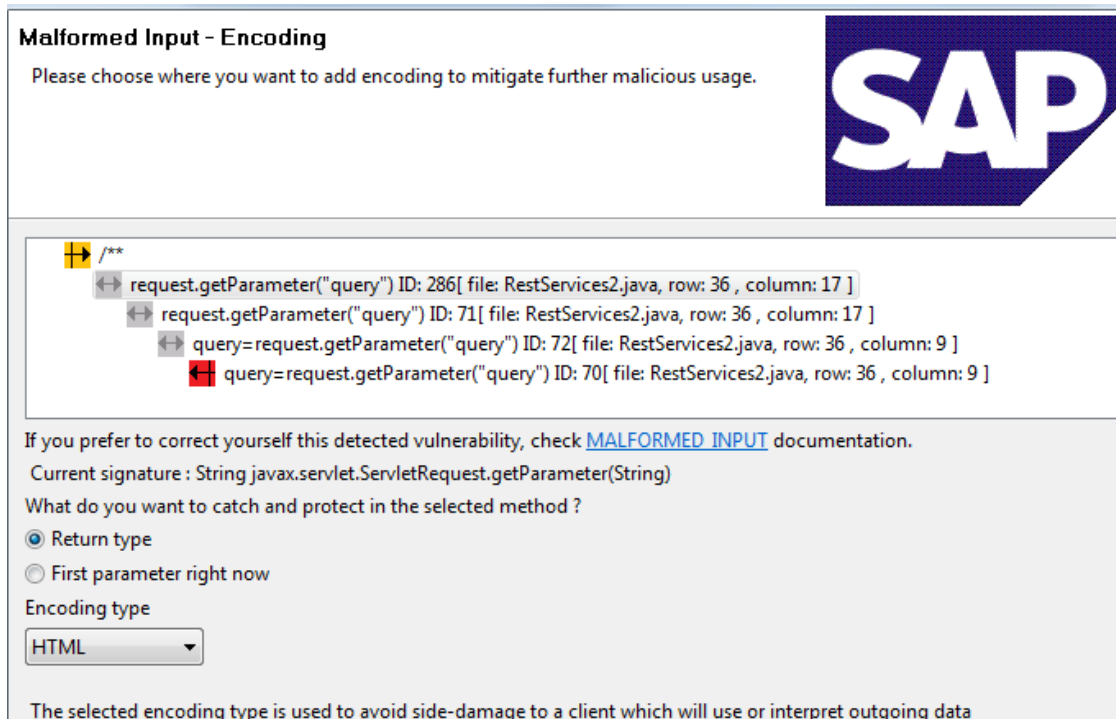 Malformed Input - Encoding
Please choose where you want to add encoding to mitigate further malicious usage.
SAP
/**
request.getParameter("query") ID: 286[ file: RestServices2.java, row: 36 , column: 17 ]
request.getParameter("query") ID: 71[ file: RestServices2.java, row: 36 , column: 17 ]
query=request.getParameter("query") ID: 72[ file: RestServices2.java, row: 36 , column: 9 ]
query=request.getParameter("query") ID: 70[ file: RestServices2.java, row: 36 , column: 9 ]
If you prefer to correct yourself this detected vulnerability, check MALFORMED_INPUT documentation.
Current signature : String javax.servlet.ServletRequest.getParameter(String)
What do you want to catch and protect in the selected method ?
Return type
First parameter right now
Encoding type
HTML
The selected encoding type is used to avoid side-damage to a client which will use or interpret outgoing data